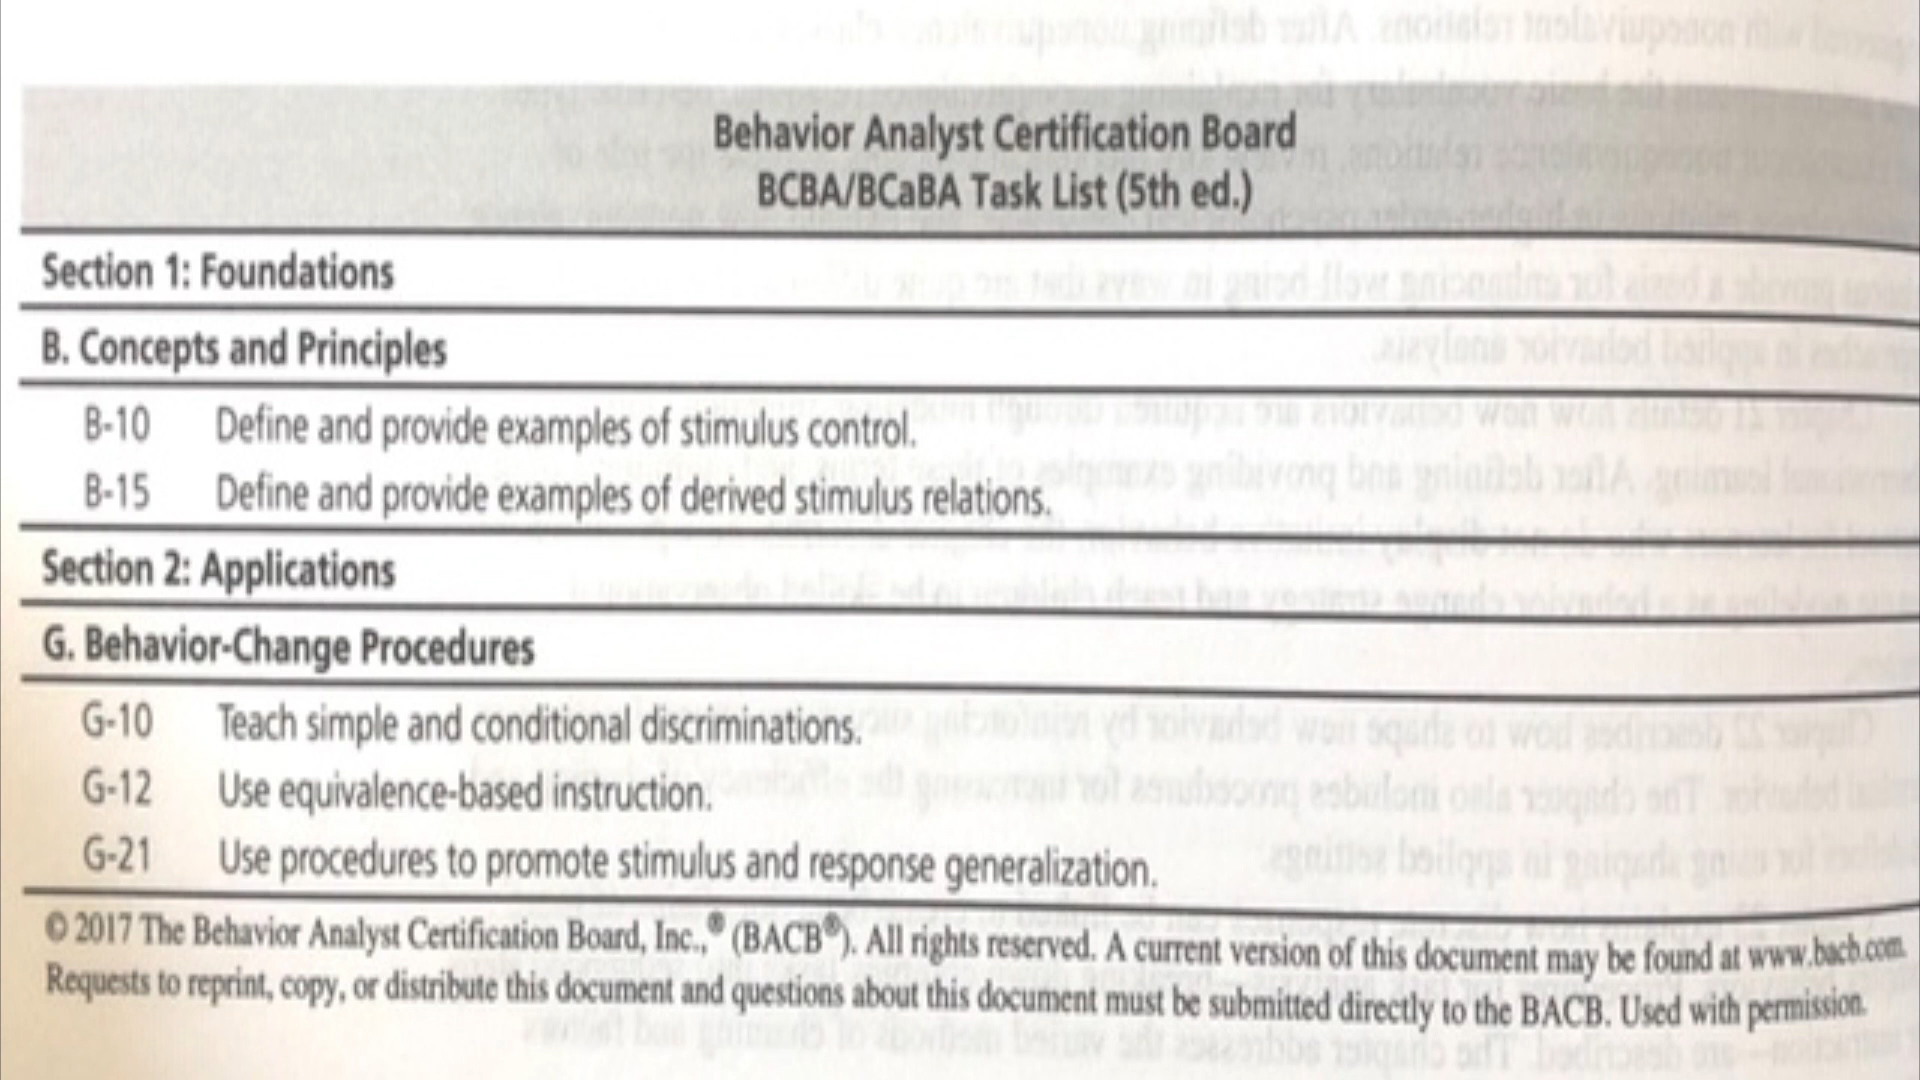 Behavior Analyst Certification Board
BCBA/BCaBA Task List (5th ed.)
Section 1: Foundations
B. Concepts and Principles
B-10 Define and provide examples of stimulus control.
B-15 Define and provide examples of derived stimulus relations.
Section 2: Applications
G. Behavior-Change Procedures
G-10 Teach simple and conditional discriminations.
G-12 Use equivalence-based instruction.
G-21 Use procedures to promote stimulus and response generalization.
© 2017 The Behavior Analyst Certification Board, Inc.,® (BACB®). All rights reserved. A current version of this document may be found at www.bacb.com.
Requests to reprint, copy, or distribute this document and questions about this document must be submitted directly to the BACB. Used with permission.